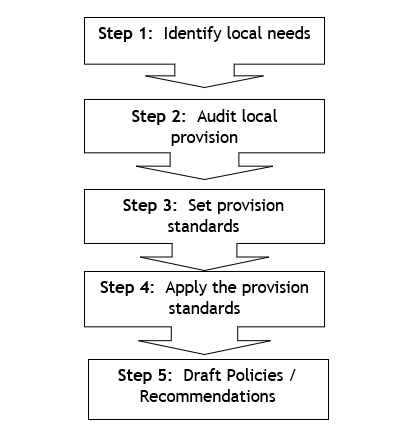 Step 1: Identify local needs
Step 2: Audit local
provision
Step 3: Set provision
standards
Step 4: Apply the provision
standards
Step 5: Draft Policies /
Recommendations